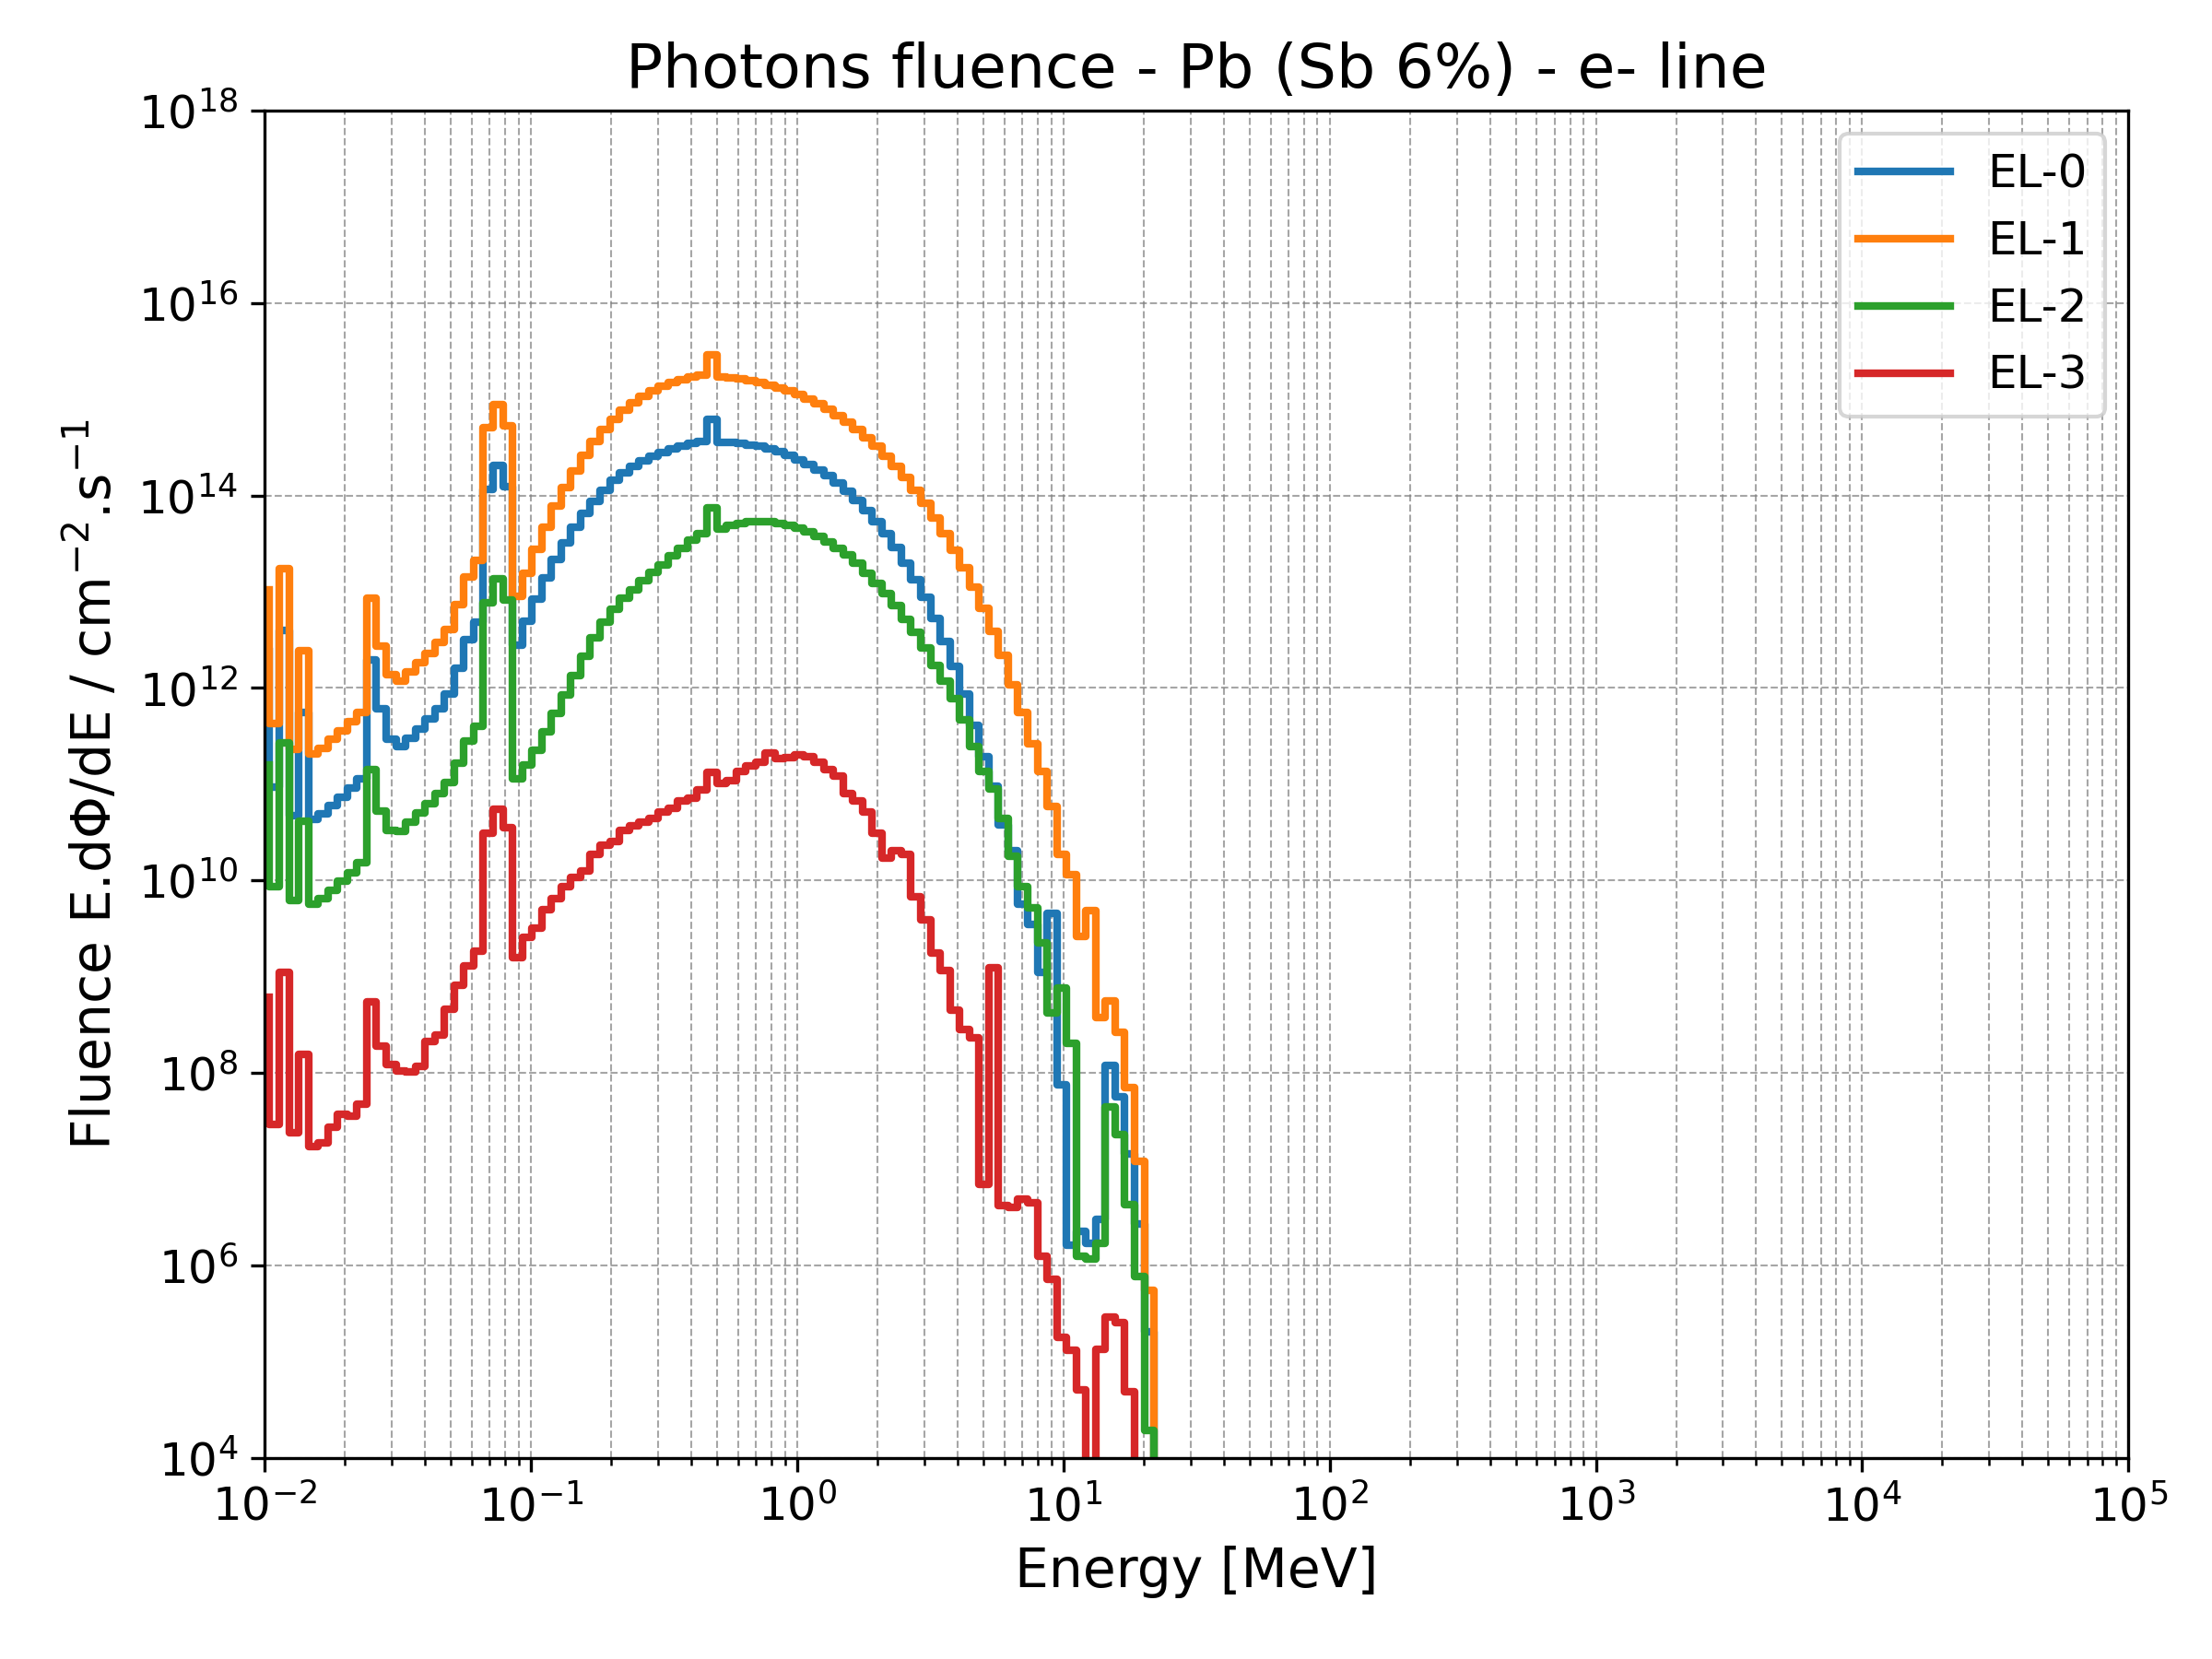 Photons fluence - Pb (Sb 6%) - e- line
10¹⁸
10¹⁶
10¹⁴
10¹²
10¹⁰
10⁸
10⁶
10⁴
Fluence E.dΦ/dE / cm⁻².s⁻¹
EL-0
EL-1
EL-2
EL-3
10⁻² 10⁻¹ 10⁰ 10¹ 10² 10³ 10⁴ 10⁵
Energy [MeV]